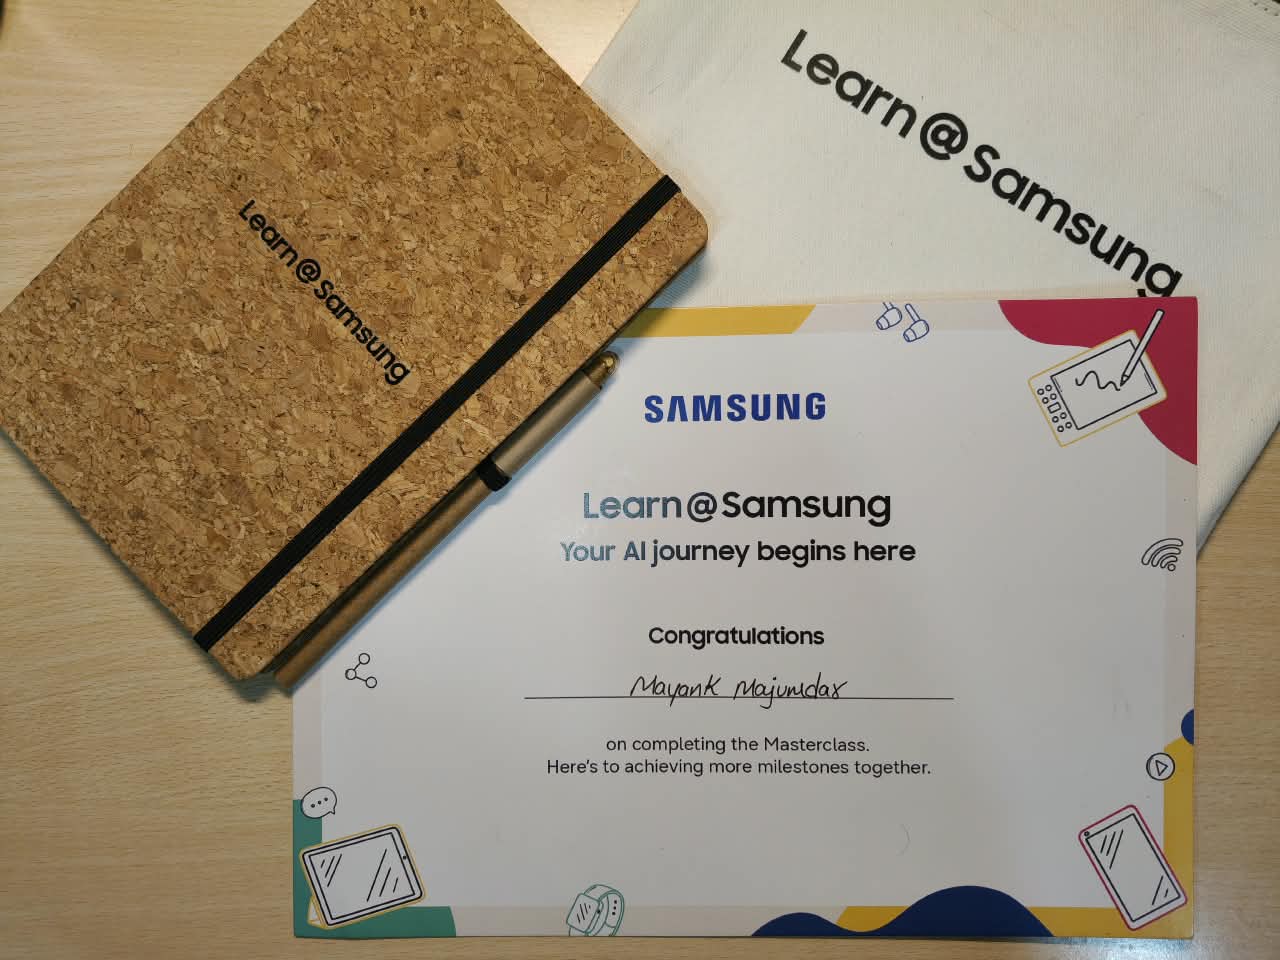 Learn@Samsung
Learn@Samsung
SAMSUNG
Learn@Samsung
Your AI journey begins here
Congratulations
Mayank Majumdar
on completing the Masterclass.
Here's to achieving more milestones together.